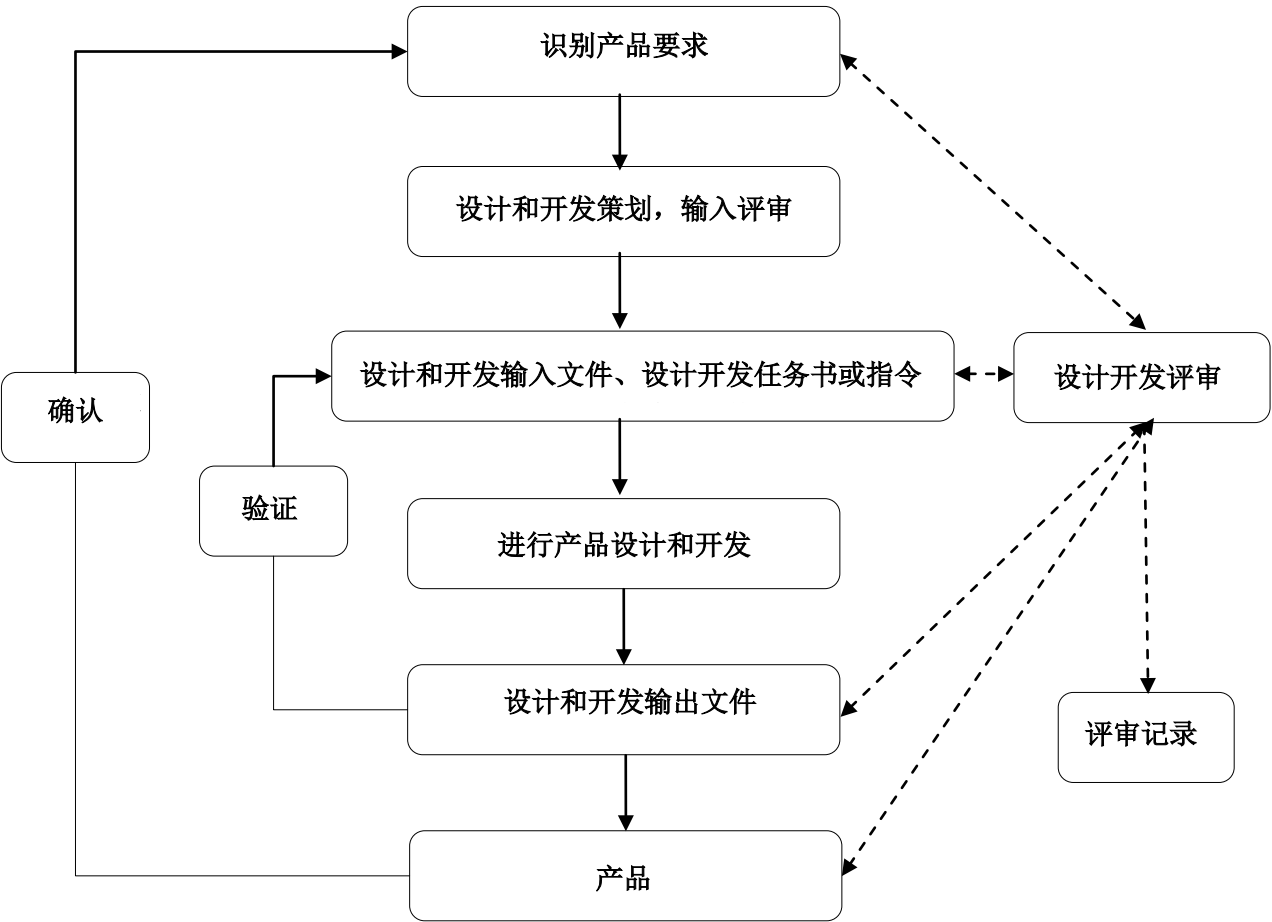 识别产品要求
设计和开发策划，输入评审
设计和开发输入文件、设计开发任务书或指令
设计开发评审
确认
验证
进行产品设计和开发
设计和开发输出文件
评审记录
产品